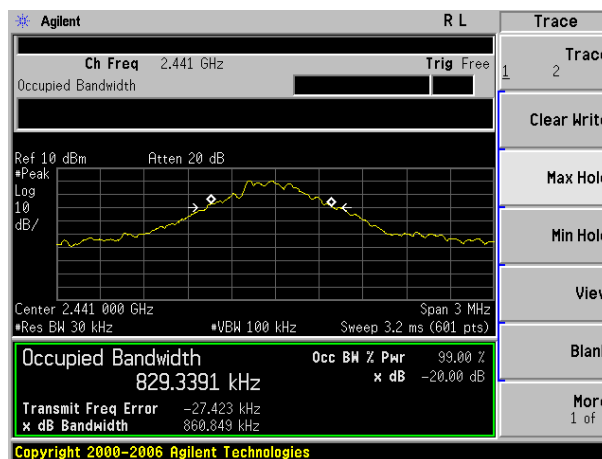 Agilent R L Trace
Ch Freq 2.441 GHz Trig Free
Occupied Bandwidth
Trace
1 2
Clear Write
Max Hold
Min Hold
View
Blank
More
1 of
Ref 10 dBm Atten 20 dB
#Peak
Log
10
dB/
Center 2.441 000 GHz Span 3 MHz
#Res BW 30 kHz #VBW 100 kHz Sweep 3.2 ms (601 pts)
Occupied Bandwidth Occ BW % Pwr 99.00 %
829.3391 kHz x dB -20.00 dB
Transmit Freq Error -27.423 kHz
x dB Bandwidth 860.849 kHz
Copyright 2000-2006 Agilent Technologies